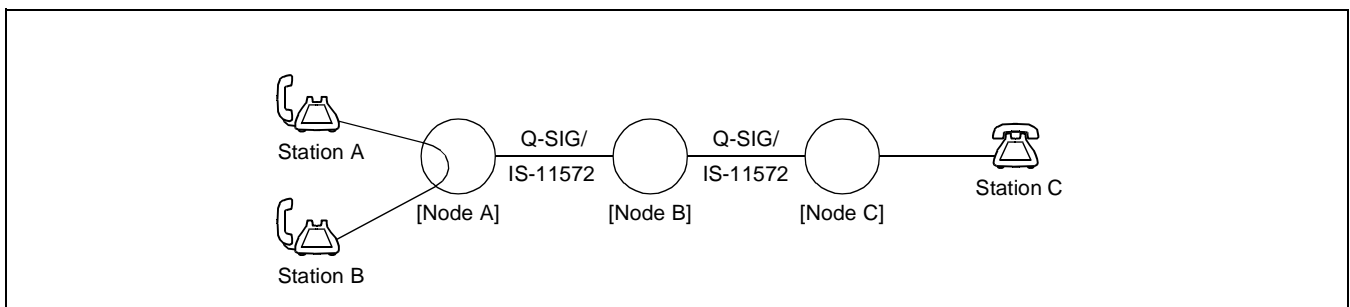 Station A
Station B
[Node A]
Q-SIG/
IS-11572
[Node B]
Q-SIG/
IS-11572
[Node C]
Station C